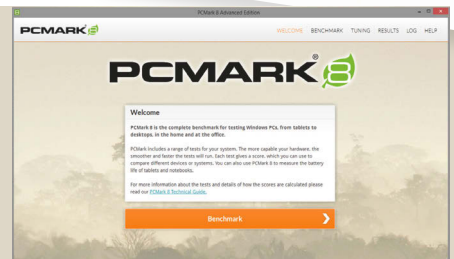 PCMark 8 Advanced Edition
PCMARK 8
WELCOME BENCHMARK TUNING RESULTS LOG HELP
PCMARK® 8
Welcome
PCMark 8 is the complete benchmark for testing Windows PCs, from tablets to
desktops, in the home and at the office.
PCMark includes a range of tests for your system. The more capable your hardware, the
smoother and faster the tests will run. Each test gives a score, which you can use to
compare different devices or systems. You can also use PCMark 8 to measure the battery
life of tablets and notebooks.
For more information about the tests and details of how the scores are calculated please
read our PCMark 8 Technical Guide.
Benchmark